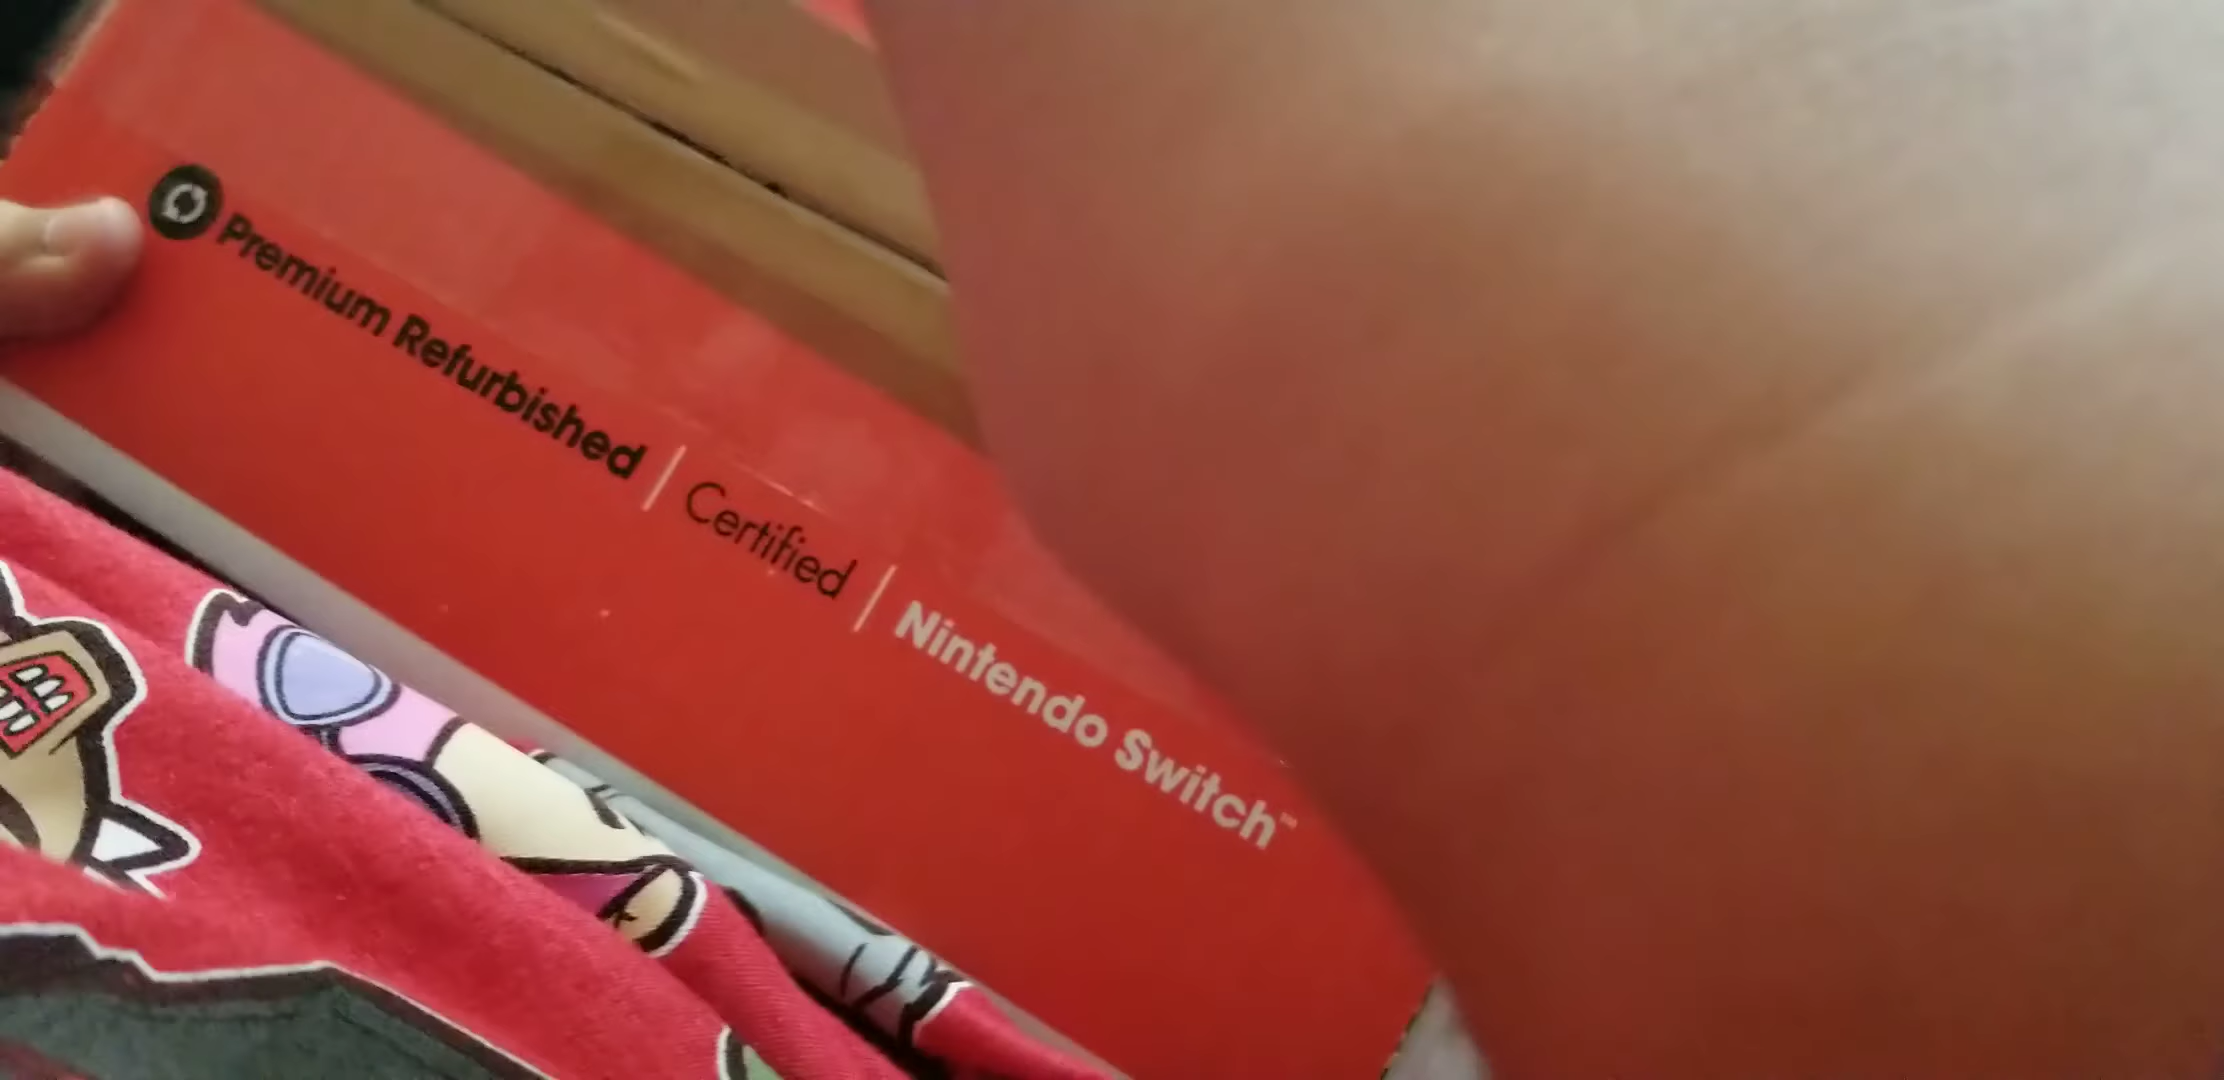 Premium Refurbished | Certified | Nintendo Switch™